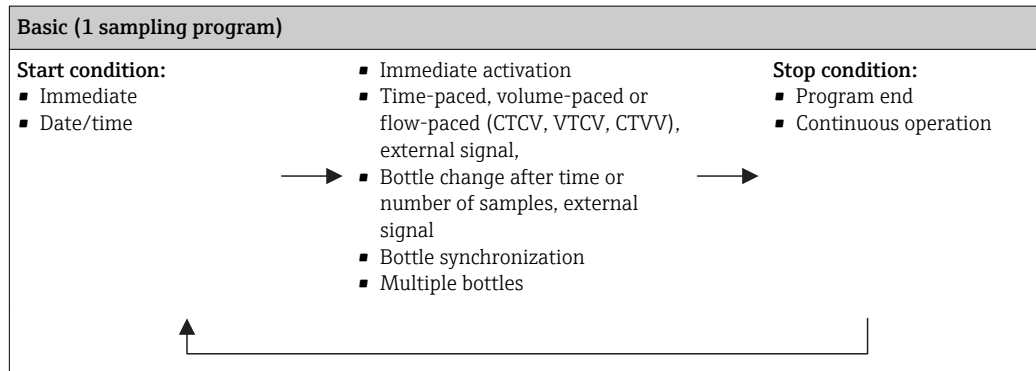 Basic (1 sampling program)
Start condition:
▪ Immediate
▪ Date/time
▪ Immediate activation
▪ Time-paced, volume-paced or
flow-paced (CTCV, VTCV, CTVV),
external signal,
▪ Bottle change after time or
number of samples, external
signal
▪ Bottle synchronization
▪ Multiple bottles
Stop condition:
▪ Program end
▪ Continuous operation